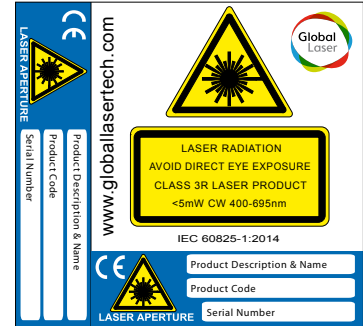 CE
LASER APERTURE
Serial Number
Product Code
Product Description & Name
www.globallasertech.com
Global
Laser
LASER RADIATION
AVOID DIRECT EYE EXPOSURE
CLASS 3R LASER PRODUCT
<5mW CW 400-695nm
IEC 60825-1:2014
CE
LASER APERTURE
Product Description & Name
Product Code
Serial Number